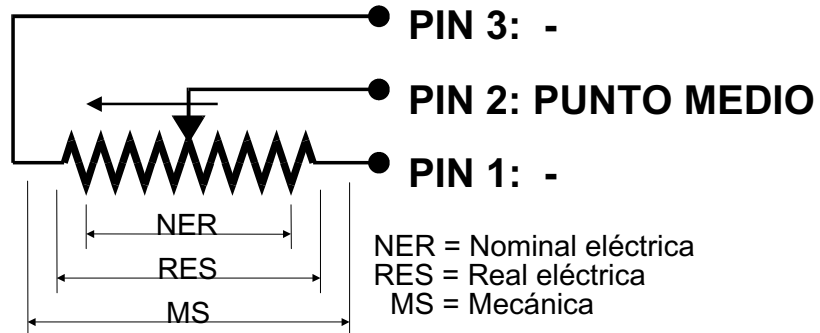 PIN 3: -
PIN 2: PUNTO MEDIO
PIN 1: -
NER
RES
MS
NER = Nominal eléctrica
RES = Real eléctrica
MS = Mecánica